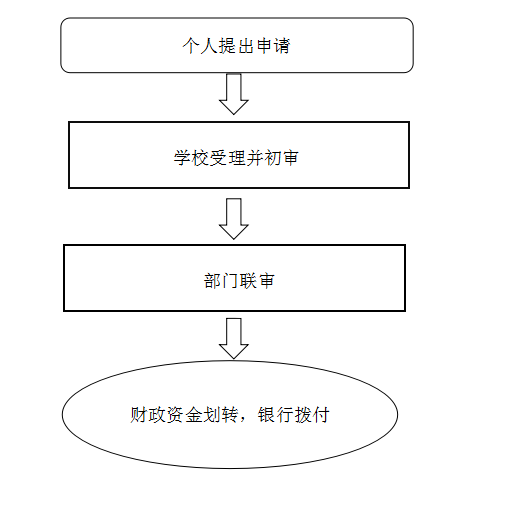 个人提出申请
学校受理并初审
部门联审
财政资金划转，银行拨付